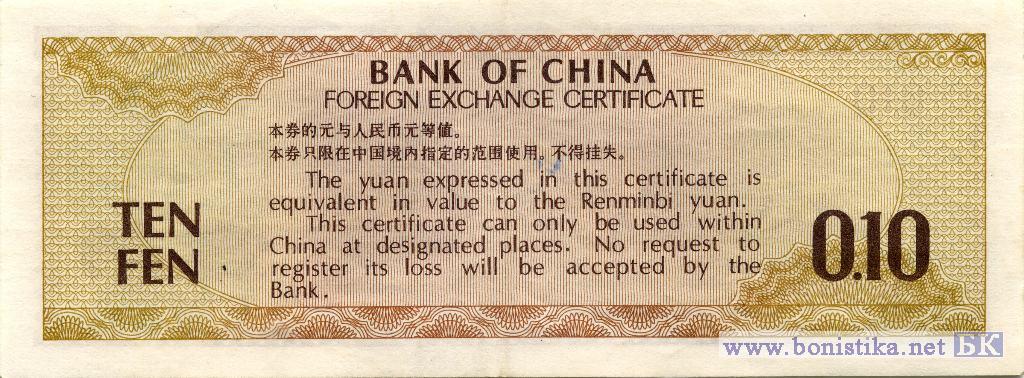 BANK OF CHINA
FOREIGN EXCHANGE CERTIFICATE
本券的元与人民币元等值。
本券只限在中国境内指定的范围使用。不得挂失。
The yuan expressed in this certificate is
equivalent in value to the Renminbi yuan.
This certificate can only be used within
China at designated places. No request to
register its loss will be accepted by the
Bank.
TEN
FEN
0.10
www.bonistika.net БК